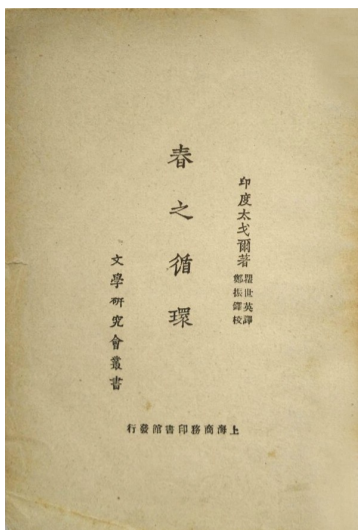 印度太戈爾著
瞿世英譯
鄭振鐸校
春之循環
文學研究會叢書
上海商務印書館發行